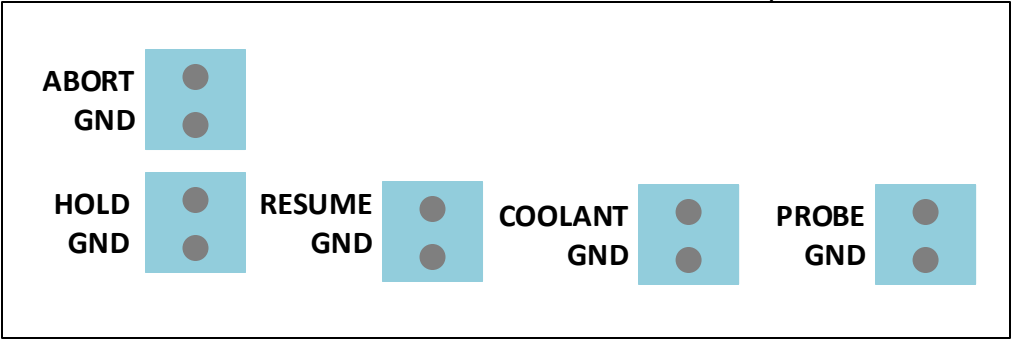 ABORT
GND
HOLD
GND
RESUME
GND
COOLANT
GND
PROBE
GND